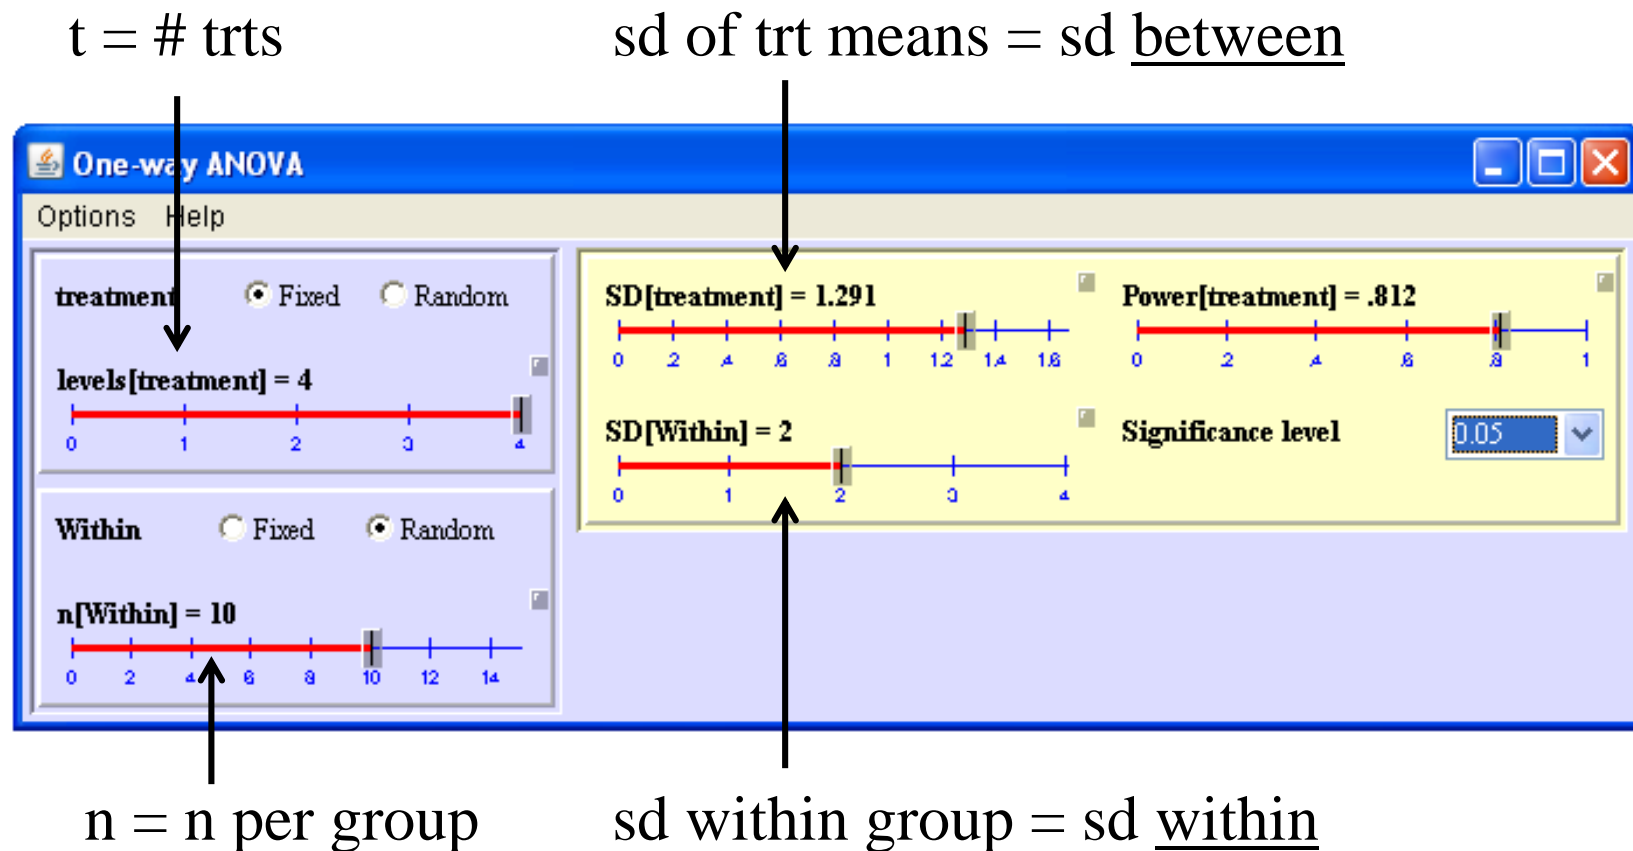 t = # trts
sd of trt means = sd between
One-way ANOVA
Options Help
treatment Fixed Random
levels[treatment] = 4
0 1 2 3 4
Within Fixed Random
n[Within] = 10
0 2 4 6 8 10 12 14
SD[treatment] = 1.291
0 .2 .4 .6 .8 1 1.2 1.4 1.6
Power[treatment] = .812
0 .2 .4 .6 .8 1
SD[Within] = 2
0 1 2 3 4
Significance level 0.05
n = n per group
sd within group = sd within